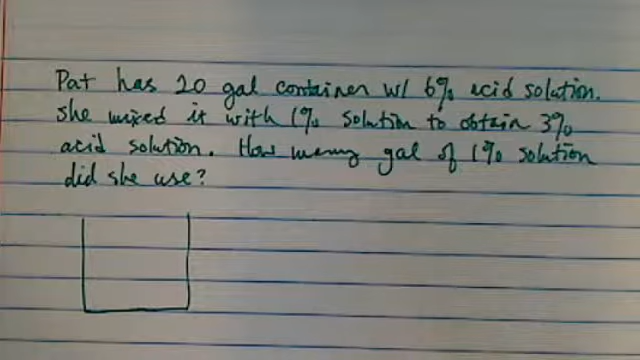 Pat has 20 gal container w/ 6% acid solution.
She mixed it with 1% solution to obtain 3%
acid solution. How many gal of 1% solution
did she use?